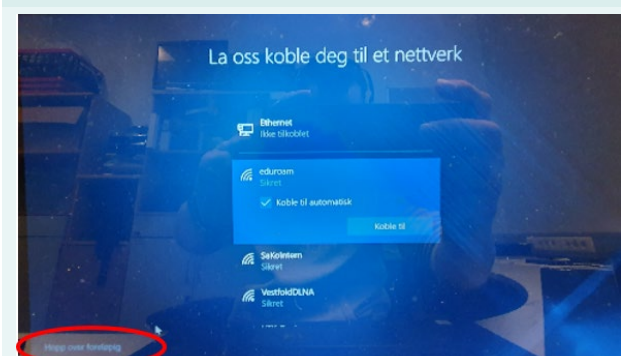 La oss koble deg til et nettverk
Ethernet
Ikke tilkoblet
eduroam
Sikret
Koble til automatisk
Koble til
SaKoIntern
Sikret
VestfoldDLNA
Sikret
Hopp over foreløpig